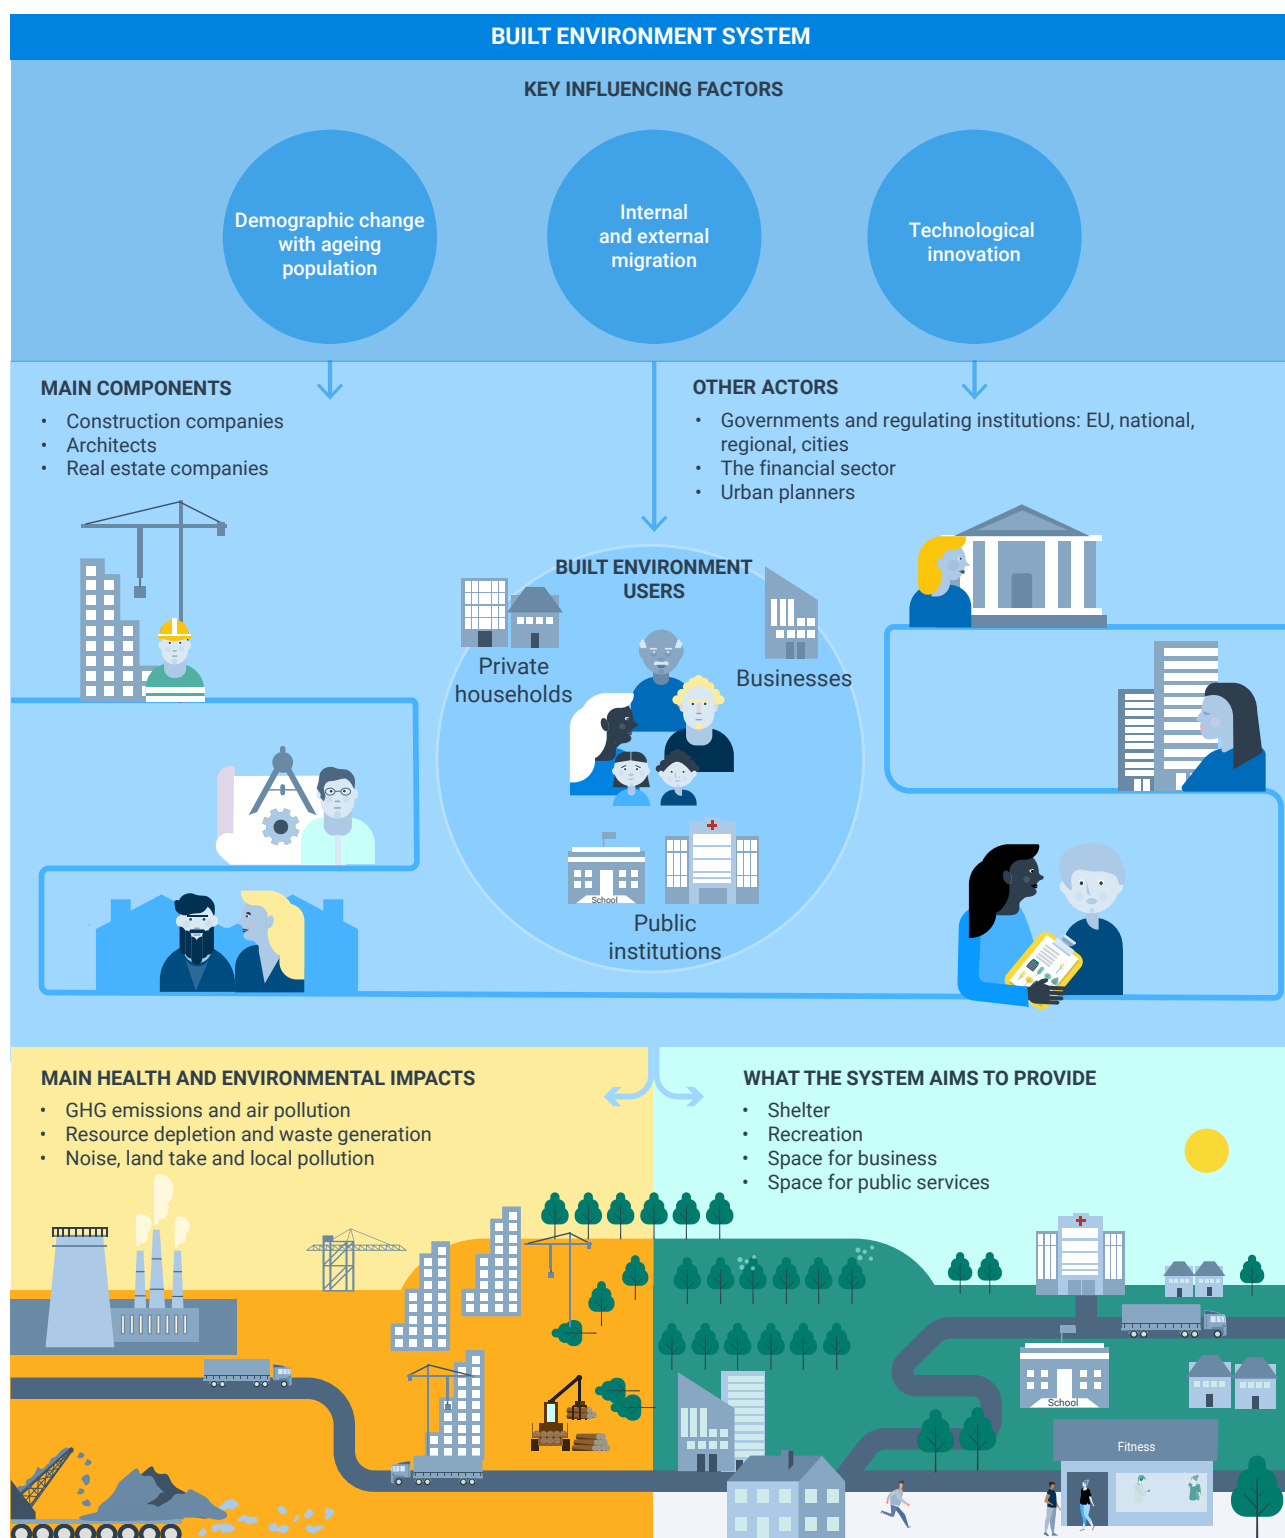 BUILT ENVIRONMENT SYSTEM
KEY INFLUENCING FACTORS
Demographic change
with ageing
population
Internal
and external
migration
Technological
innovation
MAIN COMPONENTS
• Construction companies
• Architects
• Real estate companies
OTHER ACTORS
• Governments and regulating institutions: EU, national,
regional, cities
• The financial sector
• Urban planners
BUILT ENVIRONMENT
USERS
Private
households
Businesses
School
Public
institutions
MAIN HEALTH AND ENVIRONMENTAL IMPACTS
• GHG emissions and air pollution
• Resource depletion and waste generation
• Noise, land take and local pollution
WHAT THE SYSTEM AIMS TO PROVIDE
• Shelter
• Recreation
• Space for business
• Space for public services
School
Fitness